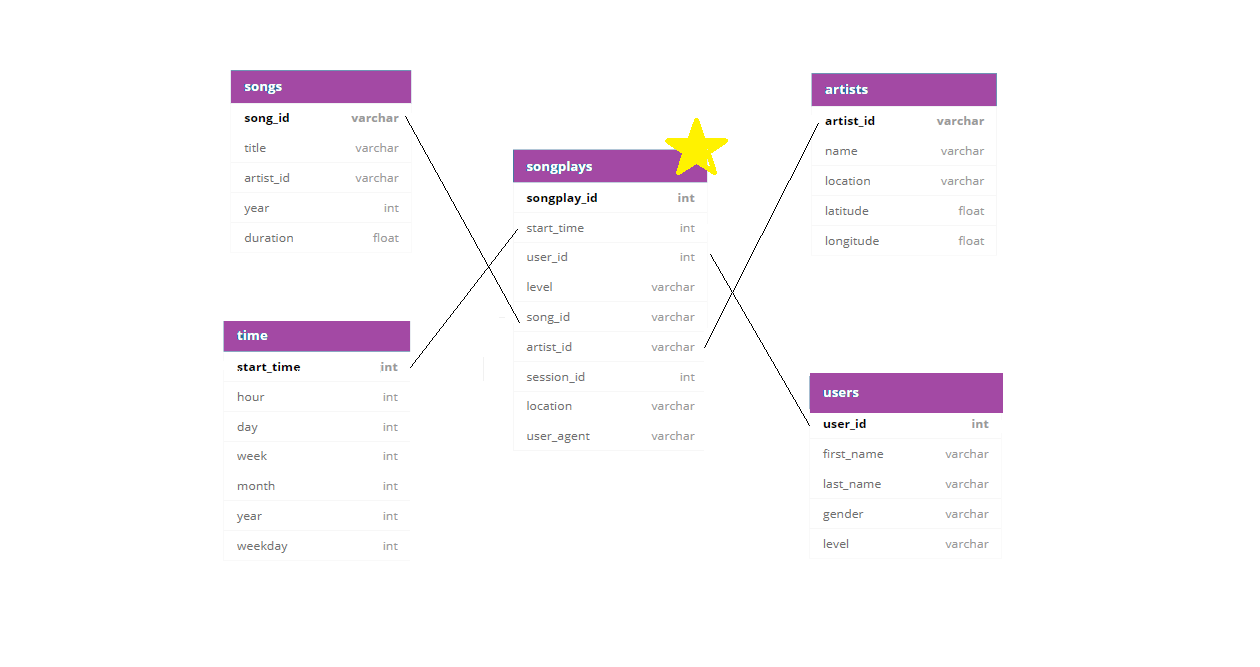 songs
song_id varchar
title varchar
artist_id varchar
year int
duration float
time
start_time int
hour int
day int
week int
month int
year int
weekday int
songplays
songplay_id int
start_time int
user_id int
level varchar
song_id varchar
artist_id varchar
session_id int
location varchar
user_agent varchar
artists
artist_id varchar
name varchar
location varchar
latitude float
longitude float
users
user_id int
first_name varchar
last_name varchar
gender varchar
level varchar